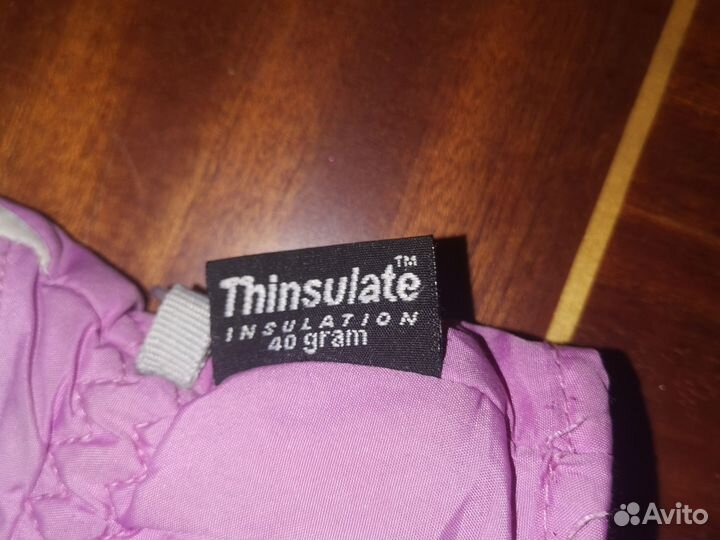 Thinsulate™
INSULATION
40 gram
Avito